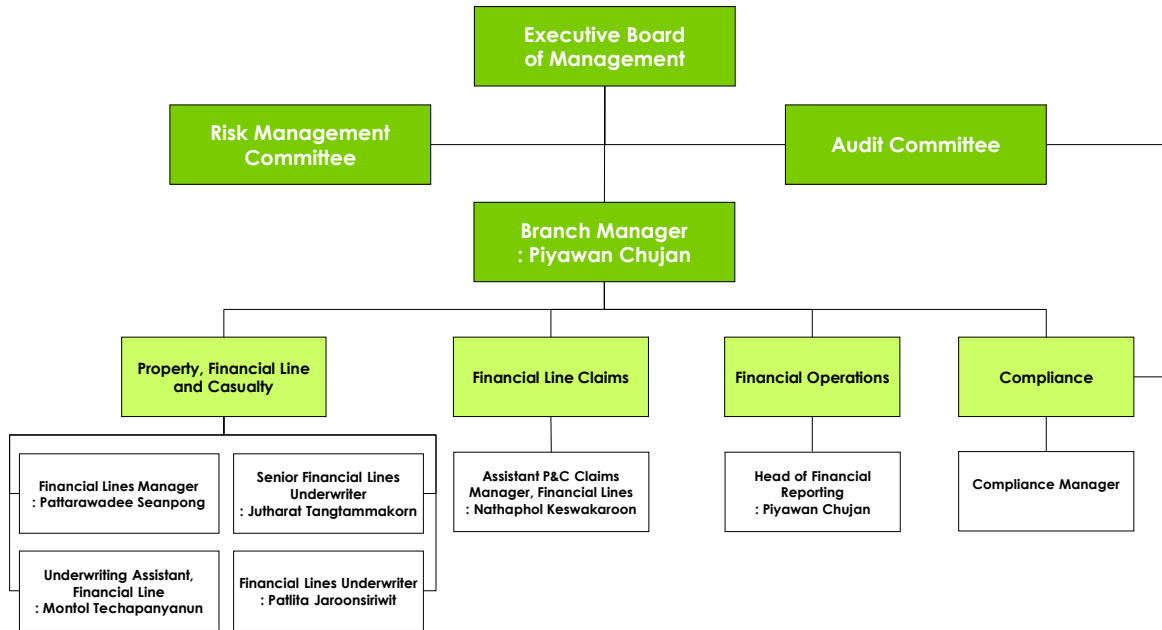 Executive Board
of Management
Risk Management
Committee
Audit Committee
Branch Manager
: Piyawan Chujan
Property, Financial Line
and Casualty
Financial Line Claims
Financial Operations
Compliance
Financial Lines Manager
: Pattarawadee Seanpong
Senior Financial Lines
Underwriter
: Jutharat Tangtammakorn
Assistant P&C Claims
Manager, Financial Lines
: Nathaphol Keswakaroon
Head of Financial
Reporting
: Piyawan Chujan
Compliance Manager
Underwriting Assistant,
Financial Line
: Montol Techapanyanun
Financial Lines Underwriter
: Patlita Jaroonsiriwit